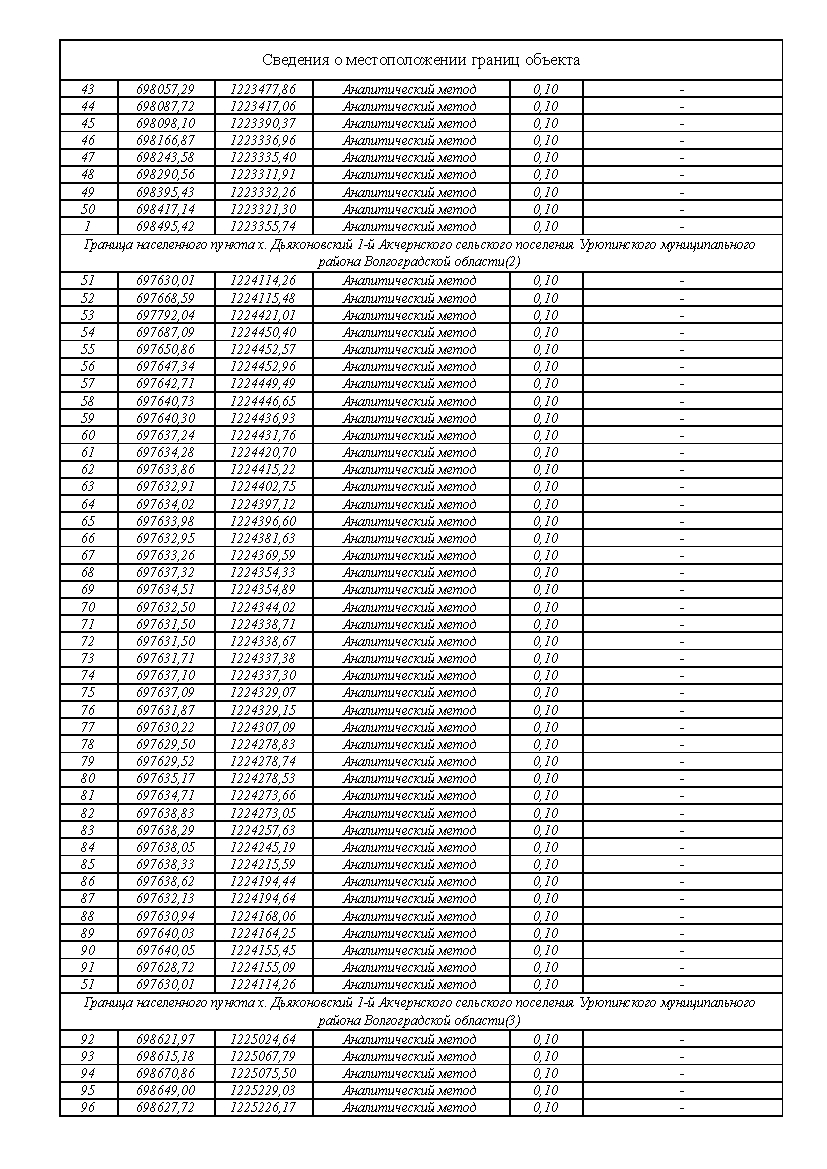 Сведения о местоположении границ объекта
43 698057,29 1223477,86 Аналитический метод 0,10 -
44 698087,72 1223417,06 Аналитический метод 0,10 -
45 698098,10 1223390,37 Аналитический метод 0,10 -
46 698166,87 1223336,96 Аналитический метод 0,10 -
47 698243,58 1223335,40 Аналитический метод 0,10 -
48 698290,56 1223311,91 Аналитический метод 0,10 -
49 698395,43 1223332,26 Аналитический метод 0,10 -
50 698417,14 1223321,30 Аналитический метод 0,10 -
1 698495,42 1223355,74 Аналитический метод 0,10 -
Граница населенного пункта х. Дьяконовский 1-й Акчернского сельского поселения Урюпинского муниципального
района Волгоградской области(2)
51 697630,01 1224114,26 Аналитический метод 0,10 -
52 697668,59 1224115,48 Аналитический метод 0,10 -
53 697792,04 1224421,01 Аналитический метод 0,10 -
54 697687,09 1224450,40 Аналитический метод 0,10 -
55 697650,86 1224452,57 Аналитический метод 0,10 -
56 697647,34 1224452,96 Аналитический метод 0,10 -
57 697642,71 1224449,49 Аналитический метод 0,10 -
58 697640,73 1224446,65 Аналитический метод 0,10 -
59 697640,30 1224436,93 Аналитический метод 0,10 -
60 697637,24 1224431,76 Аналитический метод 0,10 -
61 697634,28 1224420,70 Аналитический метод 0,10 -
62 697633,86 1224415,22 Аналитический метод 0,10 -
63 697632,91 1224402,75 Аналитический метод 0,10 -
64 697634,02 1224397,12 Аналитический метод 0,10 -
65 697633,98 1224396,60 Аналитический метод 0,10 -
66 697632,95 1224381,63 Аналитический метод 0,10 -
67 697633,26 1224369,59 Аналитический метод 0,10 -
68 697637,32 1224354,33 Аналитический метод 0,10 -
69 697634,51 1224354,89 Аналитический метод 0,10 -
70 697632,50 1224344,02 Аналитический метод 0,10 -
71 697631,50 1224338,71 Аналитический метод 0,10 -
72 697631,50 1224338,67 Аналитический метод 0,10 -
73 697631,71 1224337,38 Аналитический метод 0,10 -
74 697637,10 1224337,30 Аналитический метод 0,10 -
75 697637,09 1224329,07 Аналитический метод 0,10 -
76 697631,87 1224329,15 Аналитический метод 0,10 -
77 697630,22 1224307,09 Аналитический метод 0,10 -
78 697629,50 1224278,83 Аналитический метод 0,10 -
79 697629,52 1224278,74 Аналитический метод 0,10 -
80 697635,17 1224278,53 Аналитический метод 0,10 -
81 697634,71 1224273,66 Аналитический метод 0,10 -
82 697638,83 1224273,05 Аналитический метод 0,10 -
83 697638,29 1224257,63 Аналитический метод 0,10 -
84 697638,05 1224245,19 Аналитический метод 0,10 -
85 697638,33 1224215,59 Аналитический метод 0,10 -
86 697638,62 1224194,44 Аналитический метод 0,10 -
87 697632,13 1224194,64 Аналитический метод 0,10 -
88 697630,94 1224168,06 Аналитический метод 0,10 -
89 697640,03 1224164,25 Аналитический метод 0,10 -
90 697640,05 1224155,45 Аналитический метод 0,10 -
91 697628,72 1224155,09 Аналитический метод 0,10 -
51 697630,01 1224114,26 Аналитический метод 0,10 -
Граница населенного пункта х. Дьяконовский 1-й Акчернского сельского поселения Урюпинского муниципального
района Волгоградской области(3)
92 698621,97 1225024,64 Аналитический метод 0,10 -
93 698615,18 1225067,79 Аналитический метод 0,10 -
94 698670,86 1225075,50 Аналитический метод 0,10 -
95 698649,00 1225229,03 Аналитический метод 0,10 -
96 698627,72 1225226,17 Аналитический метод 0,10 -